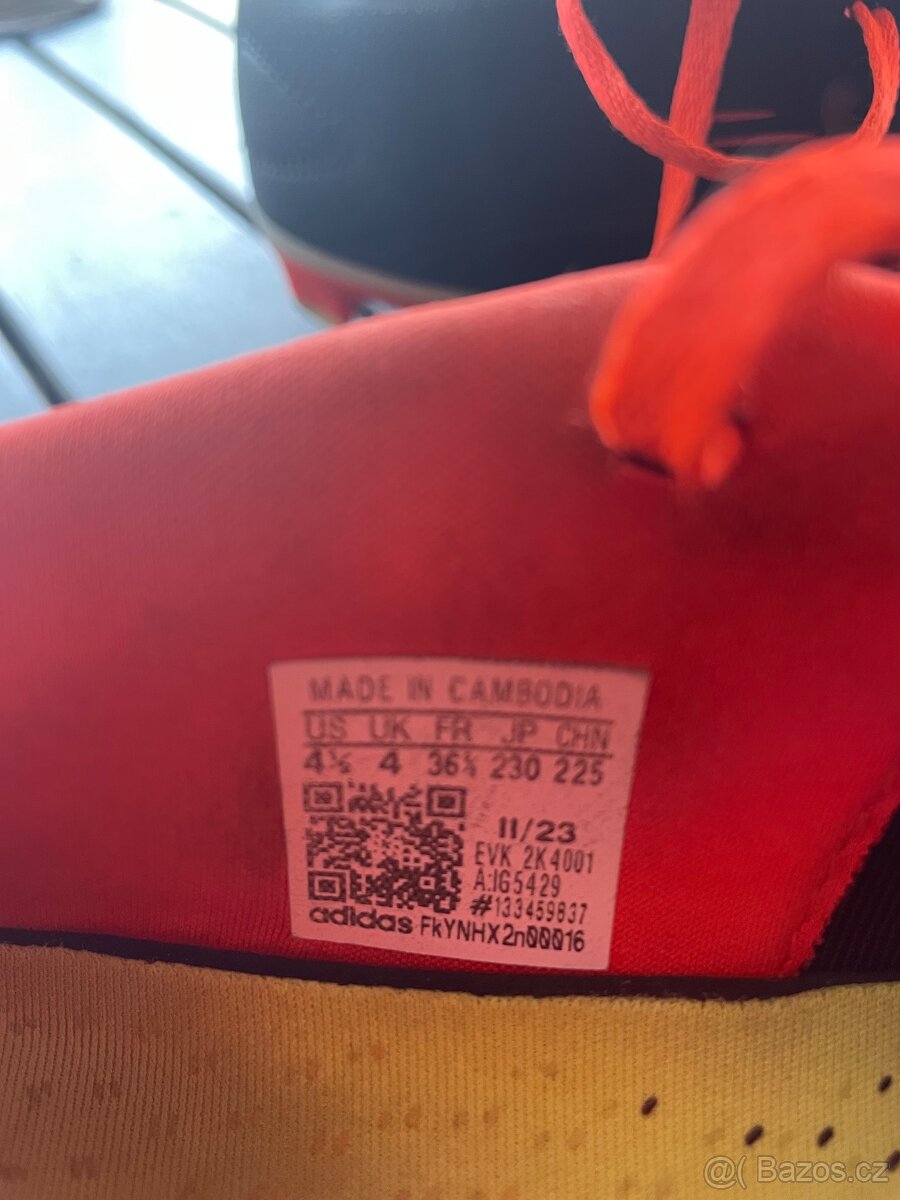 MADE IN CAMBODIA
US UK FR JP CHN
4½ 4 36⅔ 230 225
11/23
EVK 2K4001
A:IG5429
#133459837
adidas FkYNHX2n00016
@( Bazos.cz